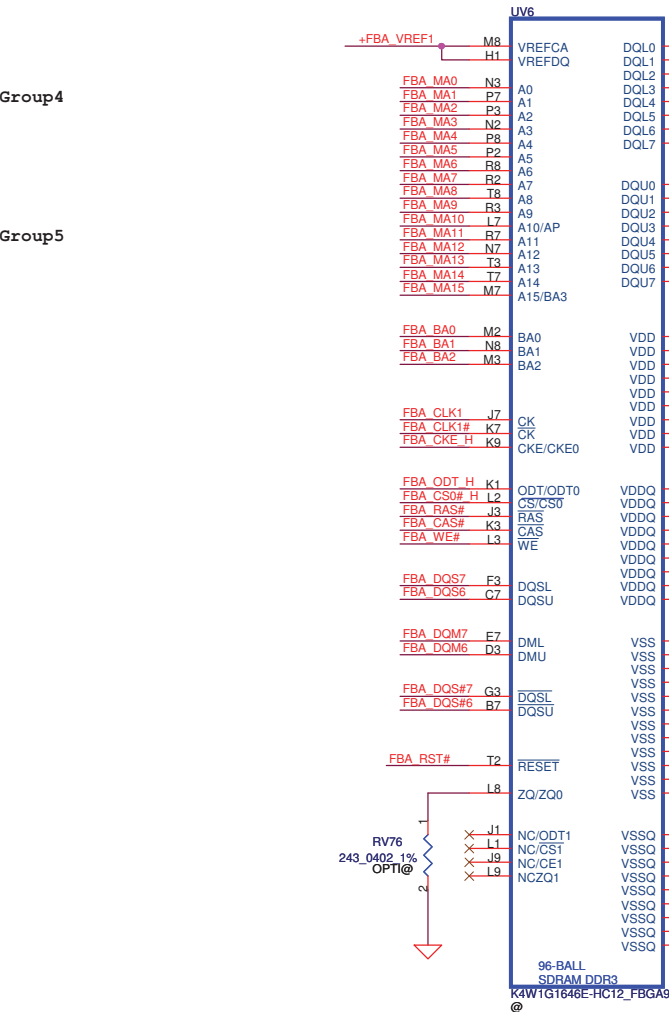 UV6
+FBA_VREF1 M8 VREFCA DQL0
H1 VREFDQ DQL1
DQL2
FBA_MA0 N3 A0 DQL3
Group4 FBA_MA1 P7 A1 DQL4
FBA_MA2 P3 A2 DQL5
FBA_MA3 N2 A3 DQL6
FBA_MA4 P8 A4 DQL7
FBA_MA5 P2 A5
FBA_MA6 R8 A6
FBA_MA7 R2 A7 DQU0
FBA_MA8 T8 A8 DQU1
FBA_MA9 R3 A9 DQU2
FBA_MA10 L7 A10/AP DQU3
Group5 FBA_MA11 R7 A11 DQU4
FBA_MA12 N7 A12 DQU5
FBA_MA13 T3 A13 DQU6
FBA_MA14 T7 A14 DQU7
FBA_MA15 M7 A15/BA3
FBA_BA0 M2 BA0 VDD
FBA_BA1 N8 BA1 VDD
FBA_BA2 M3 BA2 VDD
VDD
VDD
VDD
FBA_CLK1 J7 CK VDD
FBA_CLK1# K7 CK VDD
FBA_CKE_H K9 CKE/CKE0 VDD
FBA_ODT_H K1 ODT/ODT0 VDDQ
FBA_CS0#_H L2 CS/CS0 VDDQ
FBA_RAS# J3 RAS VDDQ
FBA_CAS# K3 CAS VDDQ
FBA_WE# L3 WE VDDQ
VDDQ
VDDQ
FBA_DQS7 F3 DQSL VDDQ
FBA_DQS6 C7 DQSU VDDQ
FBA_DQM7 E7 DML VSS
FBA_DQM6 D3 DMU VSS
VSS
VSS
FBA_DQS#7 G3 DQSL VSS
FBA_DQS#6 B7 DQSU VSS
VSS
VSS
VSS
FBA_RST# T2 RESET VSS
VSS
L8 ZQ/ZQ0 VSS
1
J1 NC/ODT1 VSSQ
RV76 L1 NC/CS1 VSSQ
243_0402_1% J9 NC/CE1 VSSQ
OPTI@ L9 NCZQ1 VSSQ
2 VSSQ
VSSQ
VSSQ
VSSQ
VSSQ
96-BALL
SDRAM DDR3
K4W1G1646E-HC12_FBGA9
@